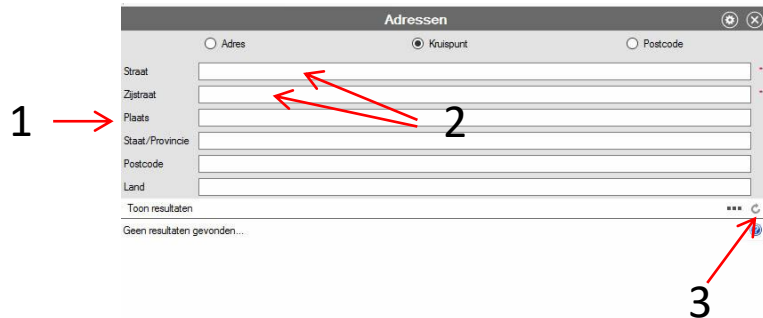 Adressen
Adres Kruispunt Postcode
Straat
Zijstraat
1 Plaats 2
Staat/Provincie
Postcode
Land
Toon resultaten
Geen resultaten gevonden...
3